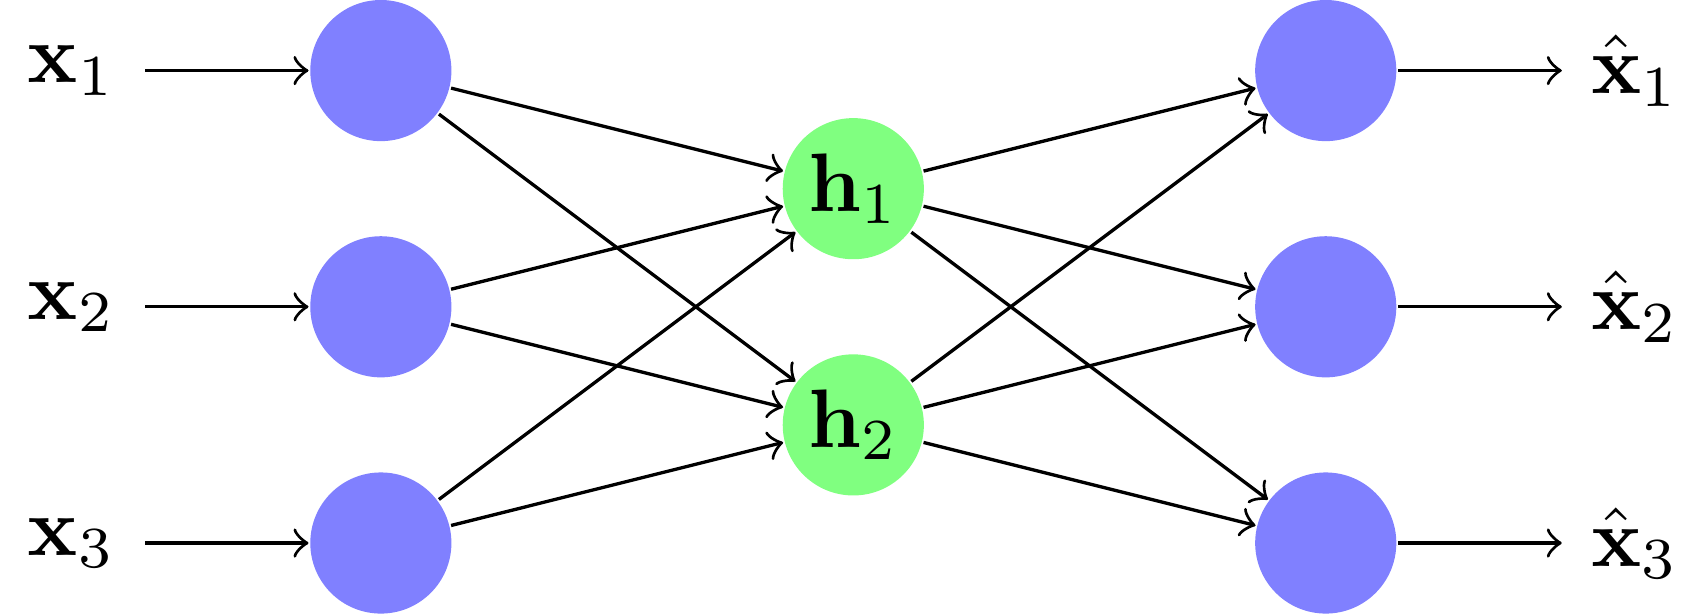 x₁ x̂₁
h₁
x₂ x̂₂
h₂
x₃ x̂₃